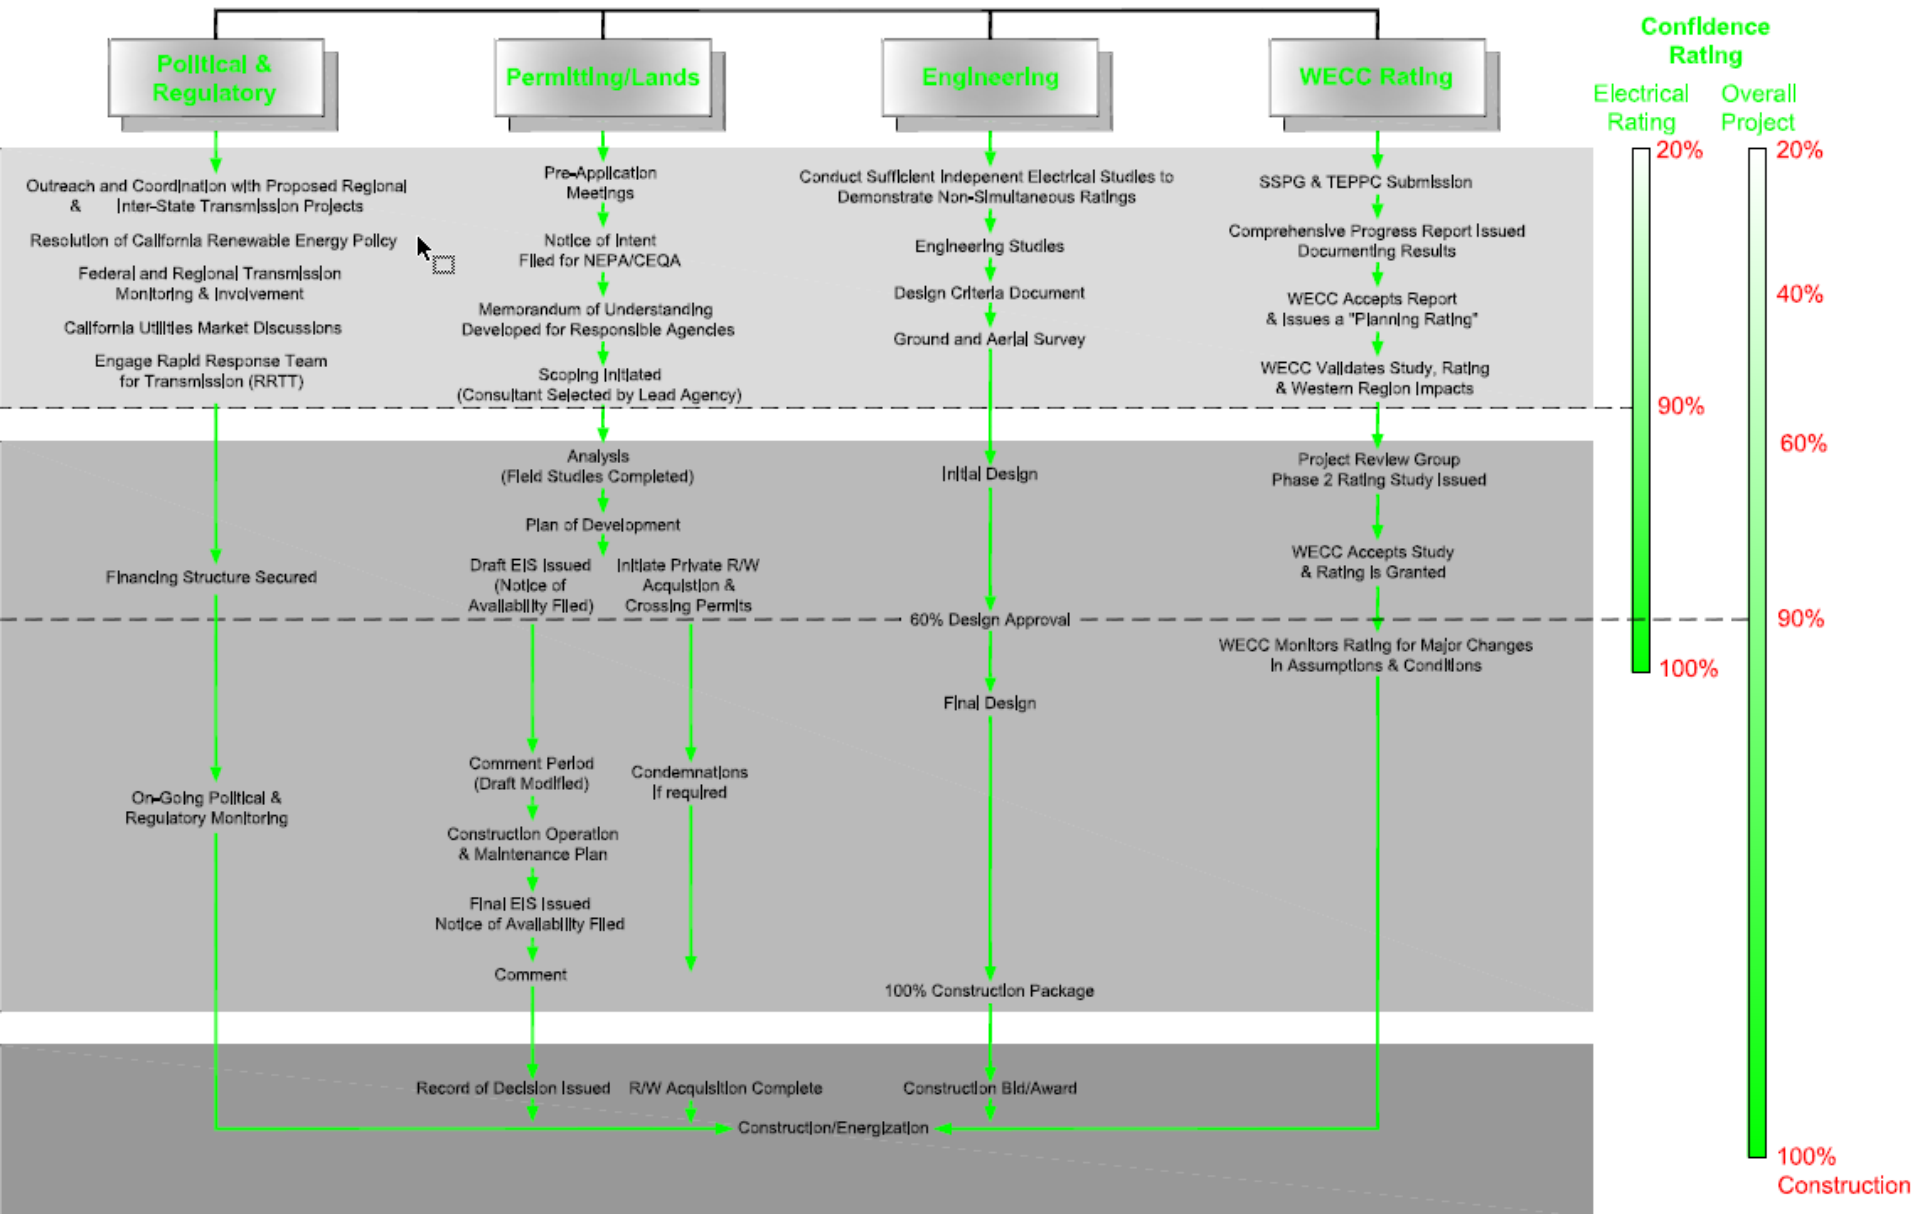 Political &
Regulatory
Permitting/Lands
Engineering
WECC Rating
Confidence
Rating
Electrical
Rating
Overall
Project
Outreach and Coordination with Proposed Regional
& Inter-State Transmission Projects
Resolution of California Renewable Energy Policy
Federal and Regional Transmission
Monitoring & Involvement
California Utilities Market Discussions
Engage Rapid Response Team
for Transmission (RRTT)
Financing Structure Secured
On-Going Political &
Regulatory Monitoring
Pre-Application
Meetings
Notice of Intent
Filed for NEPA/CEQA
Memorandum of Understanding
Developed for Responsible Agencies
Scoping Initiated
(Consultant Selected by Lead Agency)
Analysis
(Field Studies Completed)
Plan of Development
Draft EIS Issued
(Notice of
Availability Filed)
Initiate Private R/W
Acquistion &
Crossing Permits
Comment Period
(Draft Modified)
Condemnations
if required
Construction Operation
& Maintenance Plan
Final EIS Issued
Notice of Availability Filed
Comment
Record of Decision Issued
R/W Acquisition Complete
Conduct Sufficient Indepenent Electrical Studies to
Demonstrate Non-Simultaneous Ratings
Engineering Studies
Design Criteria Document
Ground and Aerial Survey
Initial Design
60% Design Approval
Final Design
100% Construction Package
Construction Bid/Award
Construction/Energization
SSPG & TEPPC Submission
Comprehensive Progress Report Issued
Documenting Results
WECC Accepts Report
& Issues a "Planning Rating"
WECC Validates Study, Rating
& Western Region Impacts
Project Review Group
Phase 2 Rating Study Issued
WECC Accepts Study
& Rating is Granted
WECC Monitors Rating for Major Changes
in Assumptions & Conditions
20%
90%
100%
20%
40%
60%
90%
100%
Construction